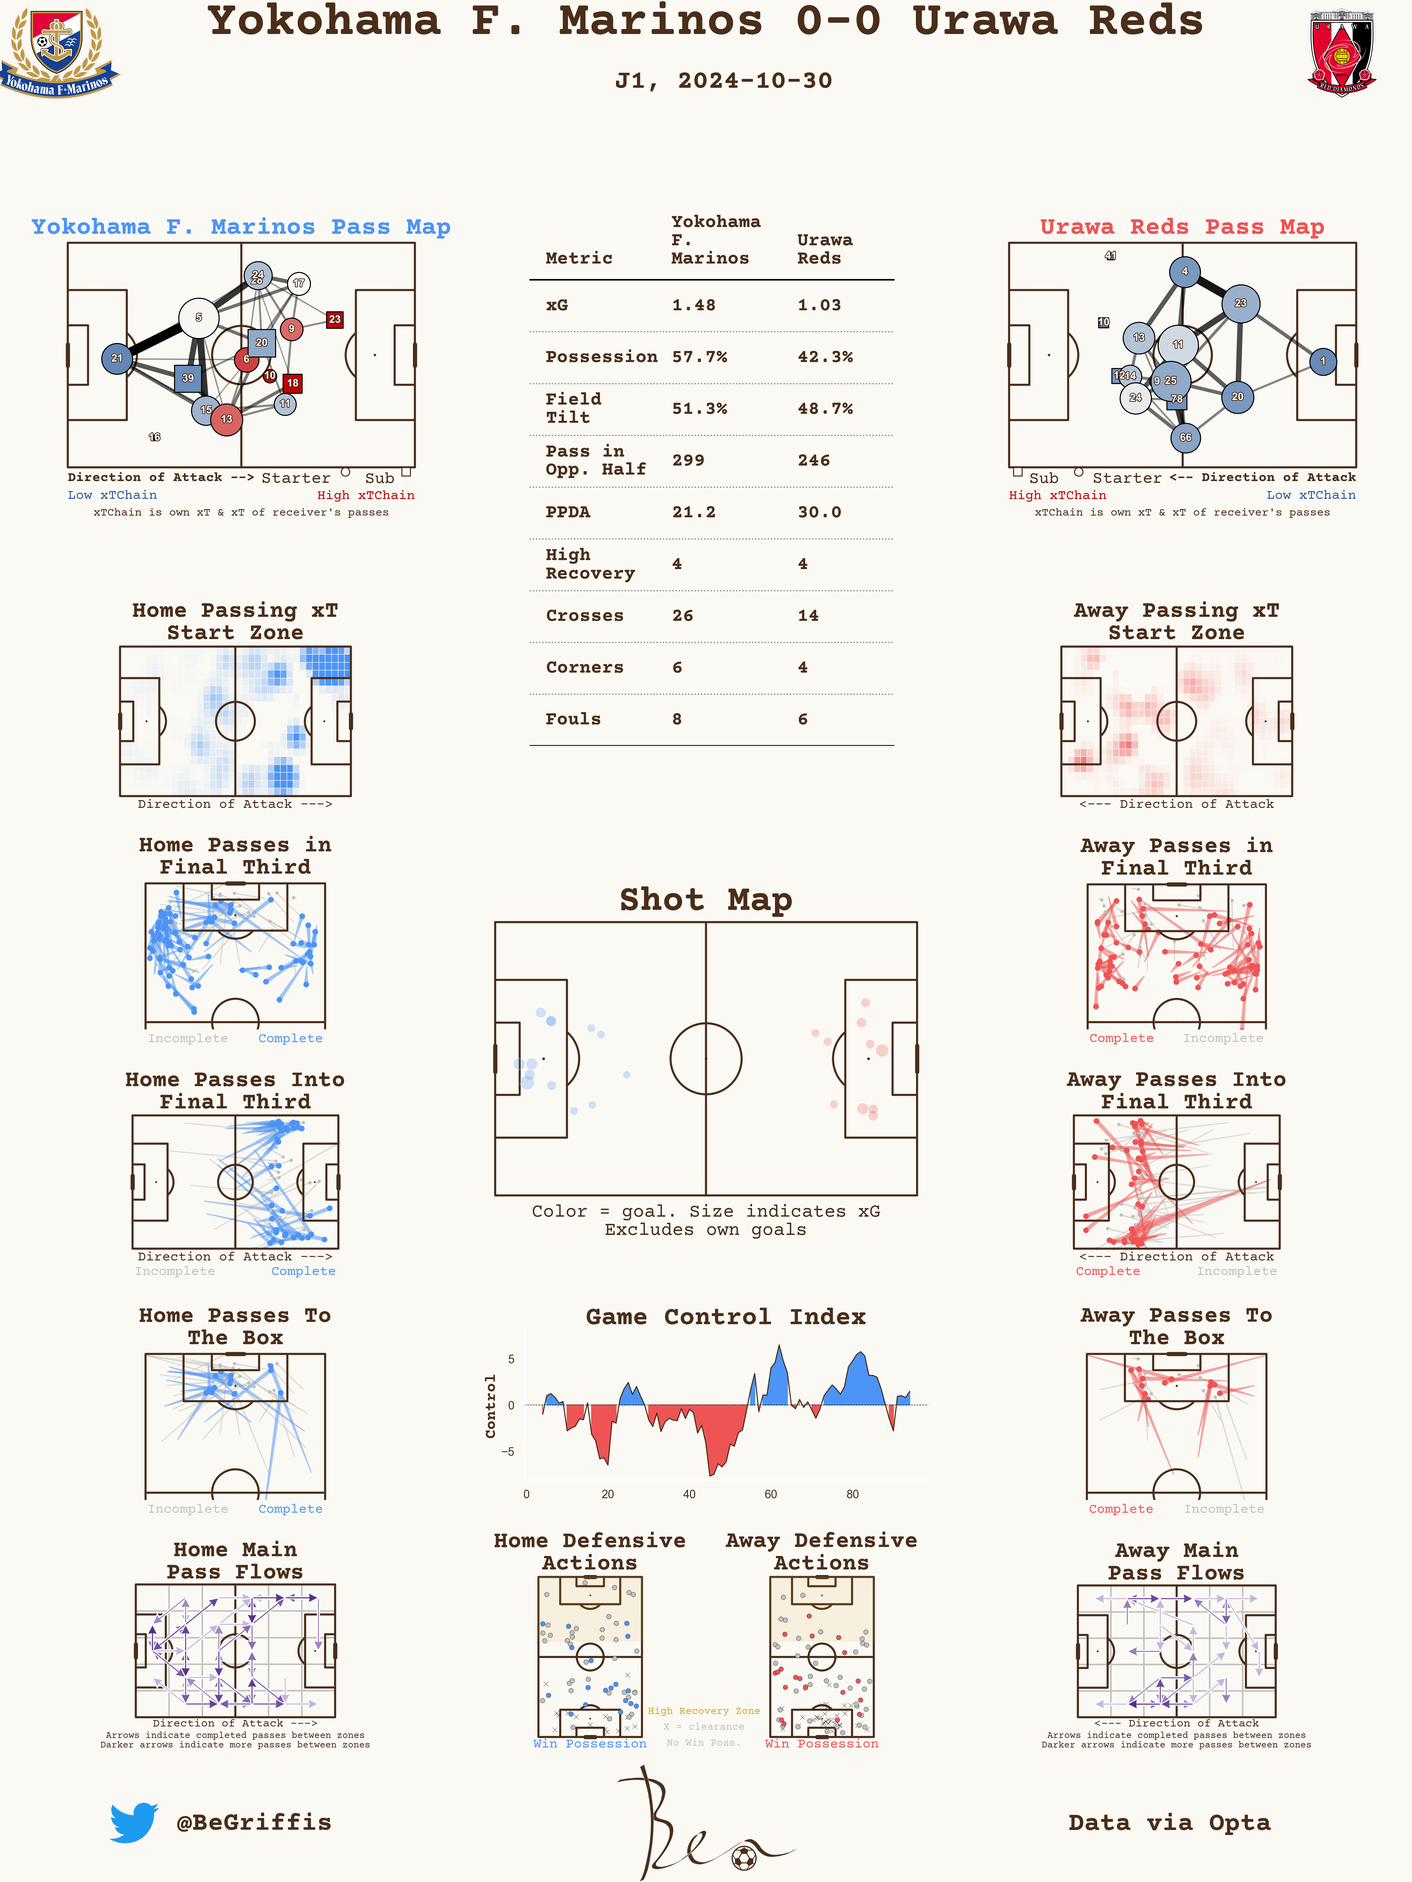 Yokohama F. Marinos 0-0 Urawa Reds
J1, 2024-10-30
Yokohama F·Marinos
URAWA
RED DIAMONDS
Yokohama F. Marinos Pass Map
24
17
5
23
9
20
21
6
10
18
39
15
11
13
16
Direction of Attack --> Starter Sub
Low xTChain High xTChain
xTChain is own xT & xT of receiver's passes
Metric Yokohama F. Marinos Urawa Reds
xG 1.48 1.03
Possession 57.7% 42.3%
Field Tilt 51.3% 48.7%
Pass in Opp. Half 299 246
PPDA 21.2 30.0
High Recovery 4 4
Crosses 26 14
Corners 6 4
Fouls 8 6
Urawa Reds Pass Map
41
4
23
10
13
11
1
14
9
25
24
78
20
66
Sub Starter <-- Direction of Attack
High xTChain Low xTChain
xTChain is own xT & xT of receiver's passes
Home Passing xT
Start Zone
Direction of Attack --->
Away Passing xT
Start Zone
<--- Direction of Attack
Home Passes in
Final Third
Incomplete Complete
Away Passes in
Final Third
Complete Incomplete
Shot Map
Color = goal. Size indicates xG
Excludes own goals
Home Passes Into
Final Third
Direction of Attack --->
Incomplete Complete
Away Passes Into
Final Third
<--- Direction of Attack
Complete Incomplete
Home Passes To
The Box
Incomplete Complete
Game Control Index
Control
5
0
−5
0 20 40 60 80
Away Passes To
The Box
Complete Incomplete
Home Main
Pass Flows
Direction of Attack --->
Arrows indicate completed passes between zones
Darker arrows indicate more passes between zones
Home Defensive
Actions
Win Possession
Away Defensive
Actions
Win Possession
High Recovery Zone
X = clearance
No Win Poss.
Away Main
Pass Flows
<--- Direction of Attack
Arrows indicate completed passes between zones
Darker arrows indicate more passes between zones
@BeGriffis
Ben
Data via Opta